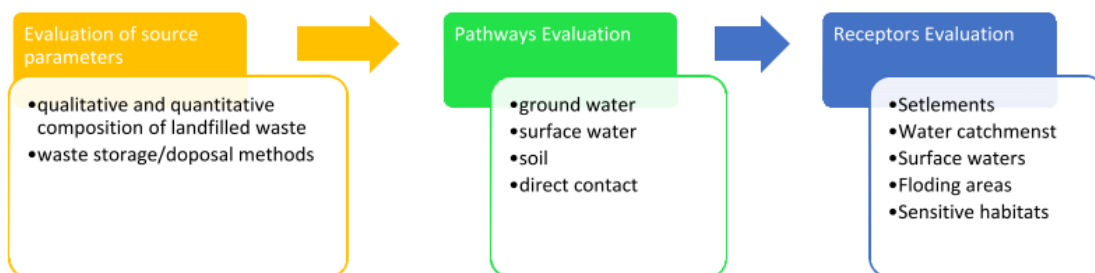 Evaluation of source
parameters
•qualitative and quantitative
composition of landfilled waste
•waste storage/doposal methods
Pathways Evaluation
•ground water
•surface water
•soil
•direct contact
Receptors Evaluation
•Setlements
•Water catchmenst
•Surface waters
•Floding areas
•Sensitive habitats